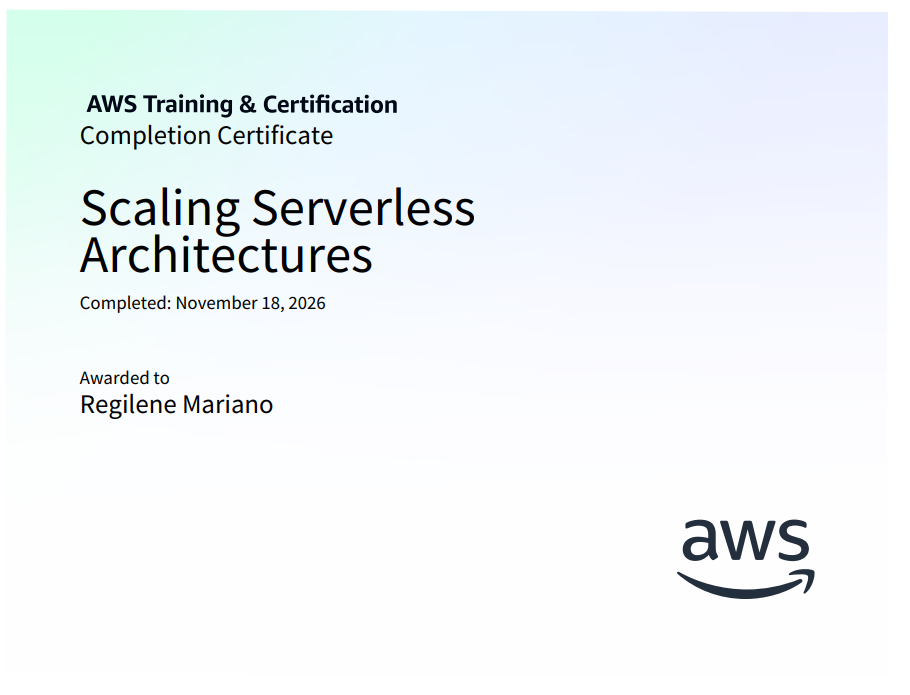 AWS Training & Certification
Completion Certificate
Scaling Serverless
Architectures
Completed: November 18, 2026
Awarded to
Regilene Mariano
aws